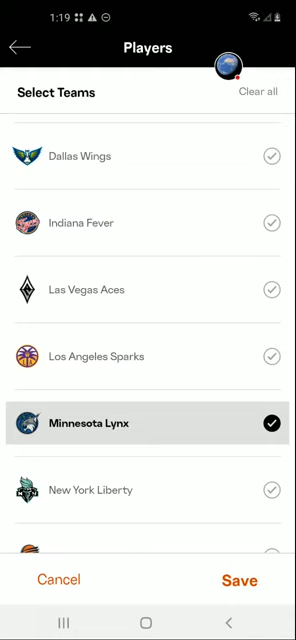 1:19
Players
Select Teams
Clear all
Dallas Wings
Indiana Fever
Las Vegas Aces
Los Angeles Sparks
Minnesota Lynx
New York Liberty
Cancel
Save